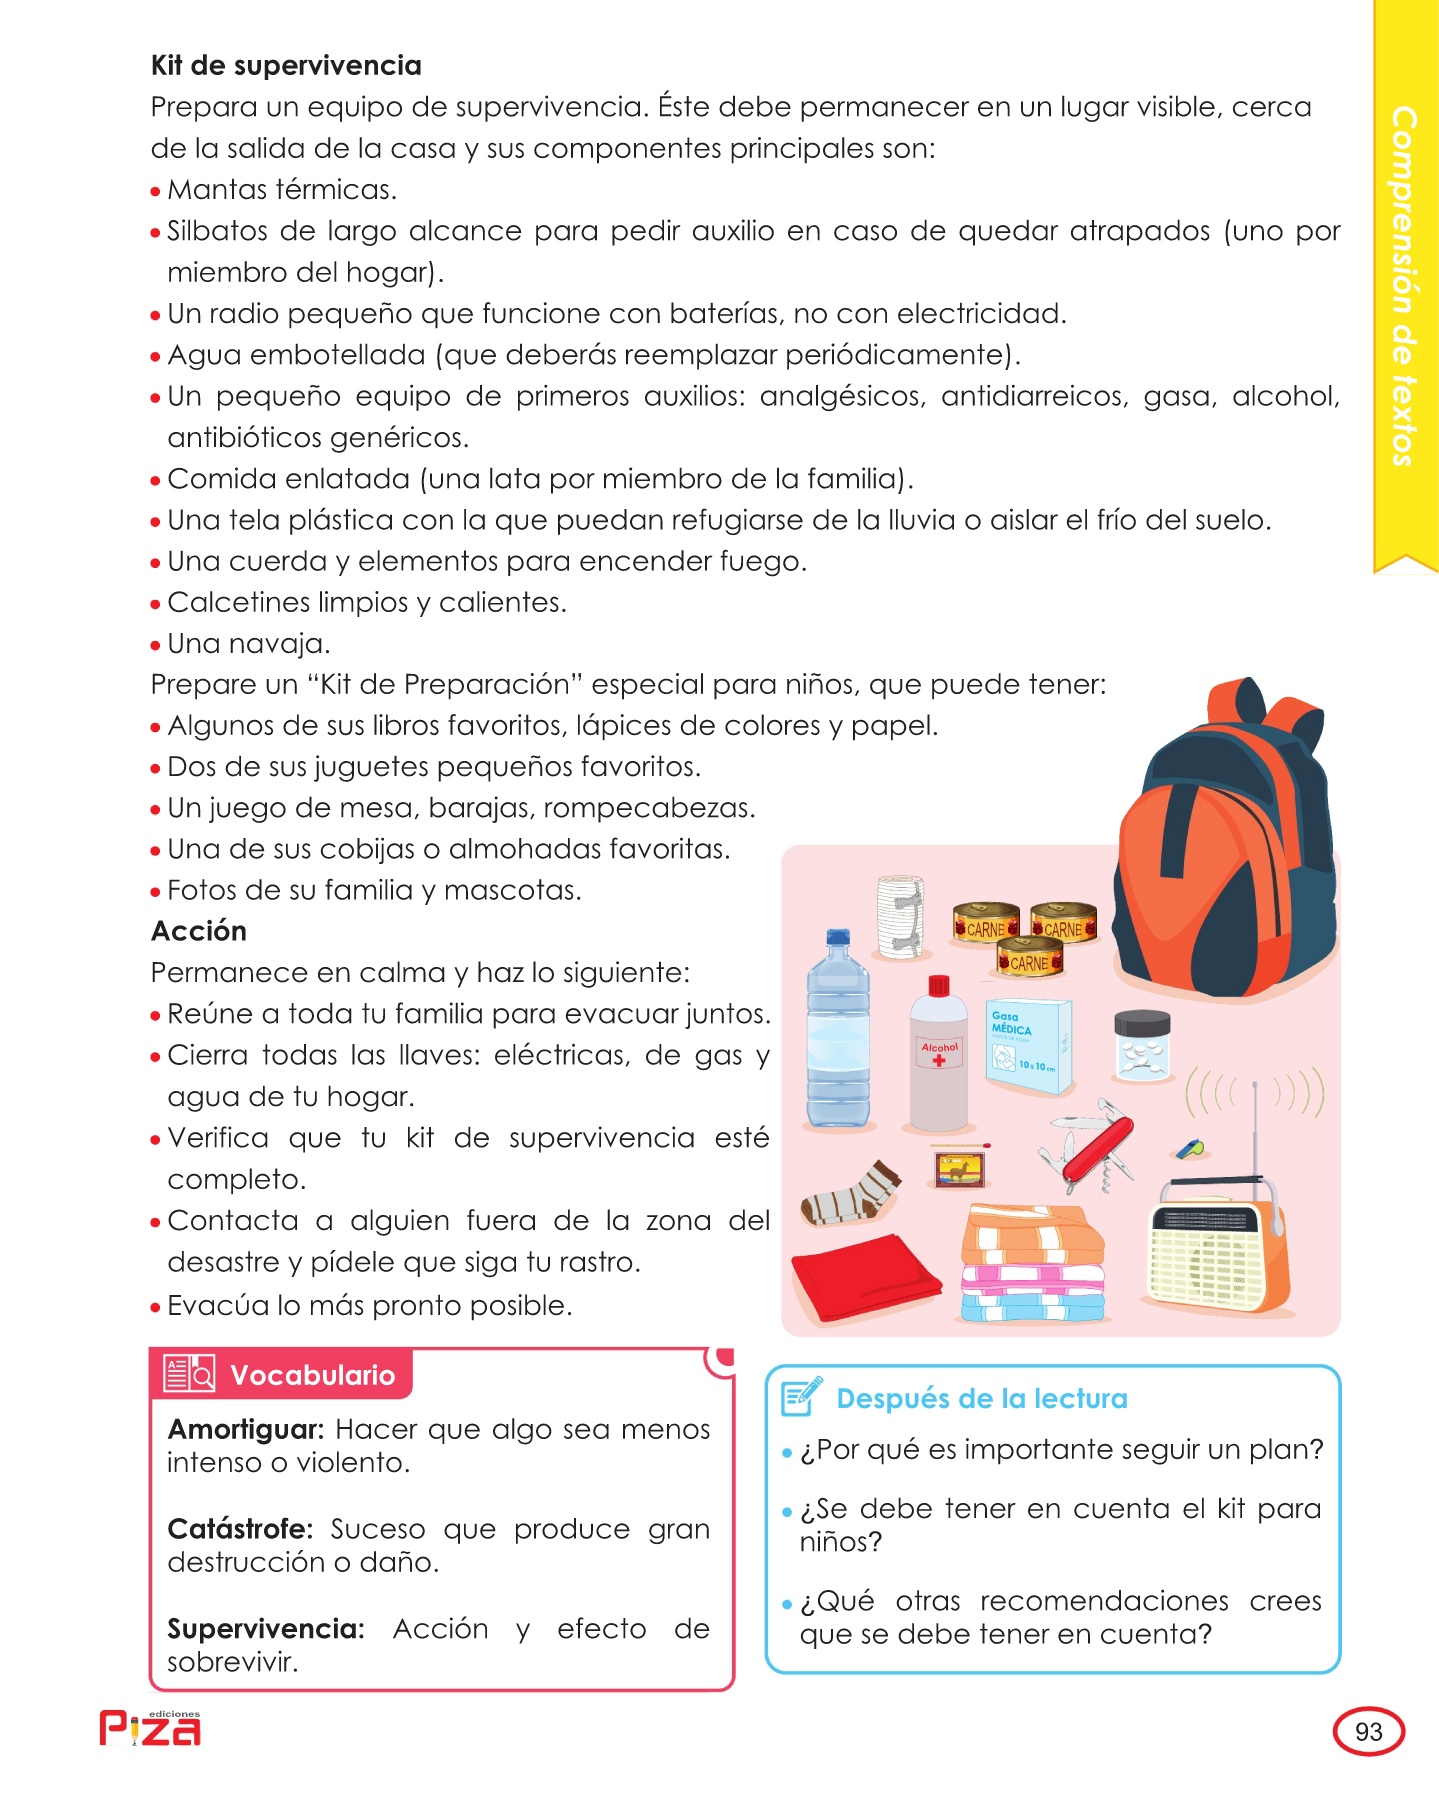 Kit de supervivencia
Prepara un equipo de supervivencia. Éste debe permanecer en un lugar visible, cerca
de la salida de la casa y sus componentes principales son:
• Mantas térmicas.
• Silbatos de largo alcance para pedir auxilio en caso de quedar atrapados (uno por
miembro del hogar).
• Un radio pequeño que funcione con baterías, no con electricidad.
• Agua embotellada (que deberás reemplazar periódicamente).
• Un pequeño equipo de primeros auxilios: analgésicos, antidiarreicos, gasa, alcohol,
antibióticos genéricos.
• Comida enlatada (una lata por miembro de la familia).
• Una tela plástica con la que puedan refugiarse de la lluvia o aislar el frío del suelo.
• Una cuerda y elementos para encender fuego.
• Calcetines limpios y calientes.
• Una navaja.
Prepare un “Kit de Preparación” especial para niños, que puede tener:
• Algunos de sus libros favoritos, lápices de colores y papel.
• Dos de sus juguetes pequeños favoritos.
• Un juego de mesa, barajas, rompecabezas.
• Una de sus cobijas o almohadas favoritas.
• Fotos de su familia y mascotas.
Acción
Permanece en calma y haz lo siguiente:
• Reúne a toda tu familia para evacuar juntos.
• Cierra todas las llaves: eléctricas, de gas y
agua de tu hogar.
• Verifica que tu kit de supervivencia esté
completo.
• Contacta a alguien fuera de la zona del
desastre y pídele que siga tu rastro.
• Evacúa lo más pronto posible.
CARNE
CARNE
CARNE
Alcohol
Gasa
MÉDICA
10 x 10 cm
Vocabulario
Amortiguar: Hacer que algo sea menos
intenso o violento.
Catástrofe: Suceso que produce gran
destrucción o daño.
Supervivencia: Acción y efecto de
sobrevivir.
Después de la lectura
• ¿Por qué es importante seguir un plan?
• ¿Se debe tener en cuenta el kit para
niños?
• ¿Qué otras recomendaciones crees
que se debe tener en cuenta?
Comprensión de textos
ediciones
Piza
93